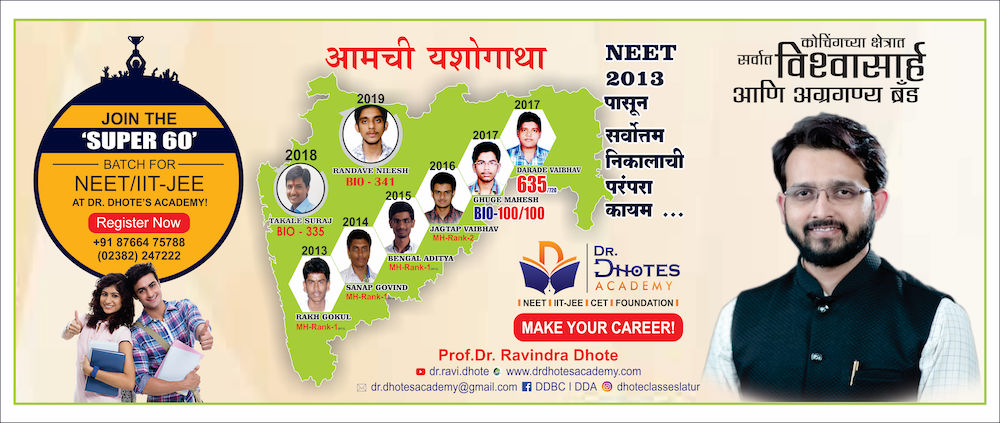 JOIN THE
'SUPER 60'
BATCH FOR
NEET/IIT-JEE
AT DR. DHOTE'S ACADEMY!
Register Now
+91 87664 75788
(02382) 247222
आमची यशोगाथा
2019
RANDAVE NILESH
BIO - 341
2018
TAKALE SURAJ
BIO - 335
2017
DARADE VAIBHAV
635/720
2017
GHUGE MAHESH
BIO-100/100
2016
JAGTAP VAIBHAV
MH-Rank-2
2015
BENGAL ADITYA
MH-Rank-1
2014
SANAP GOVIND
MH-Rank-1
2013
RAKH GOKUL
MH-Rank-1
NEET
2013
पासून
सर्वोत्तम
निकालाची
परंपरा
कायम ...
DR.
DHOTES
ACADEMY
NEET | IIT-JEE | CET | FOUNDATION
MAKE YOUR CAREER!
Prof.Dr. Ravindra Dhote
dr.ravi.dhote www.drdhotesacademy.com
dr.dhotesacademy@gmail.com DDBC | DDA dhoteclasseslatur
कोचिंगच्या क्षेत्रात
सर्वात विश्वासार्ह
आणि अग्रगण्य ब्रँड